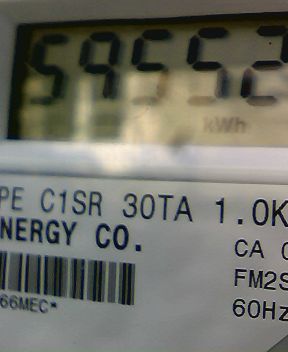 59552
kWh
PE C1SR 30TA 1.0K
NERGY CO.
CA
FM2S
66MEC*
60Hz